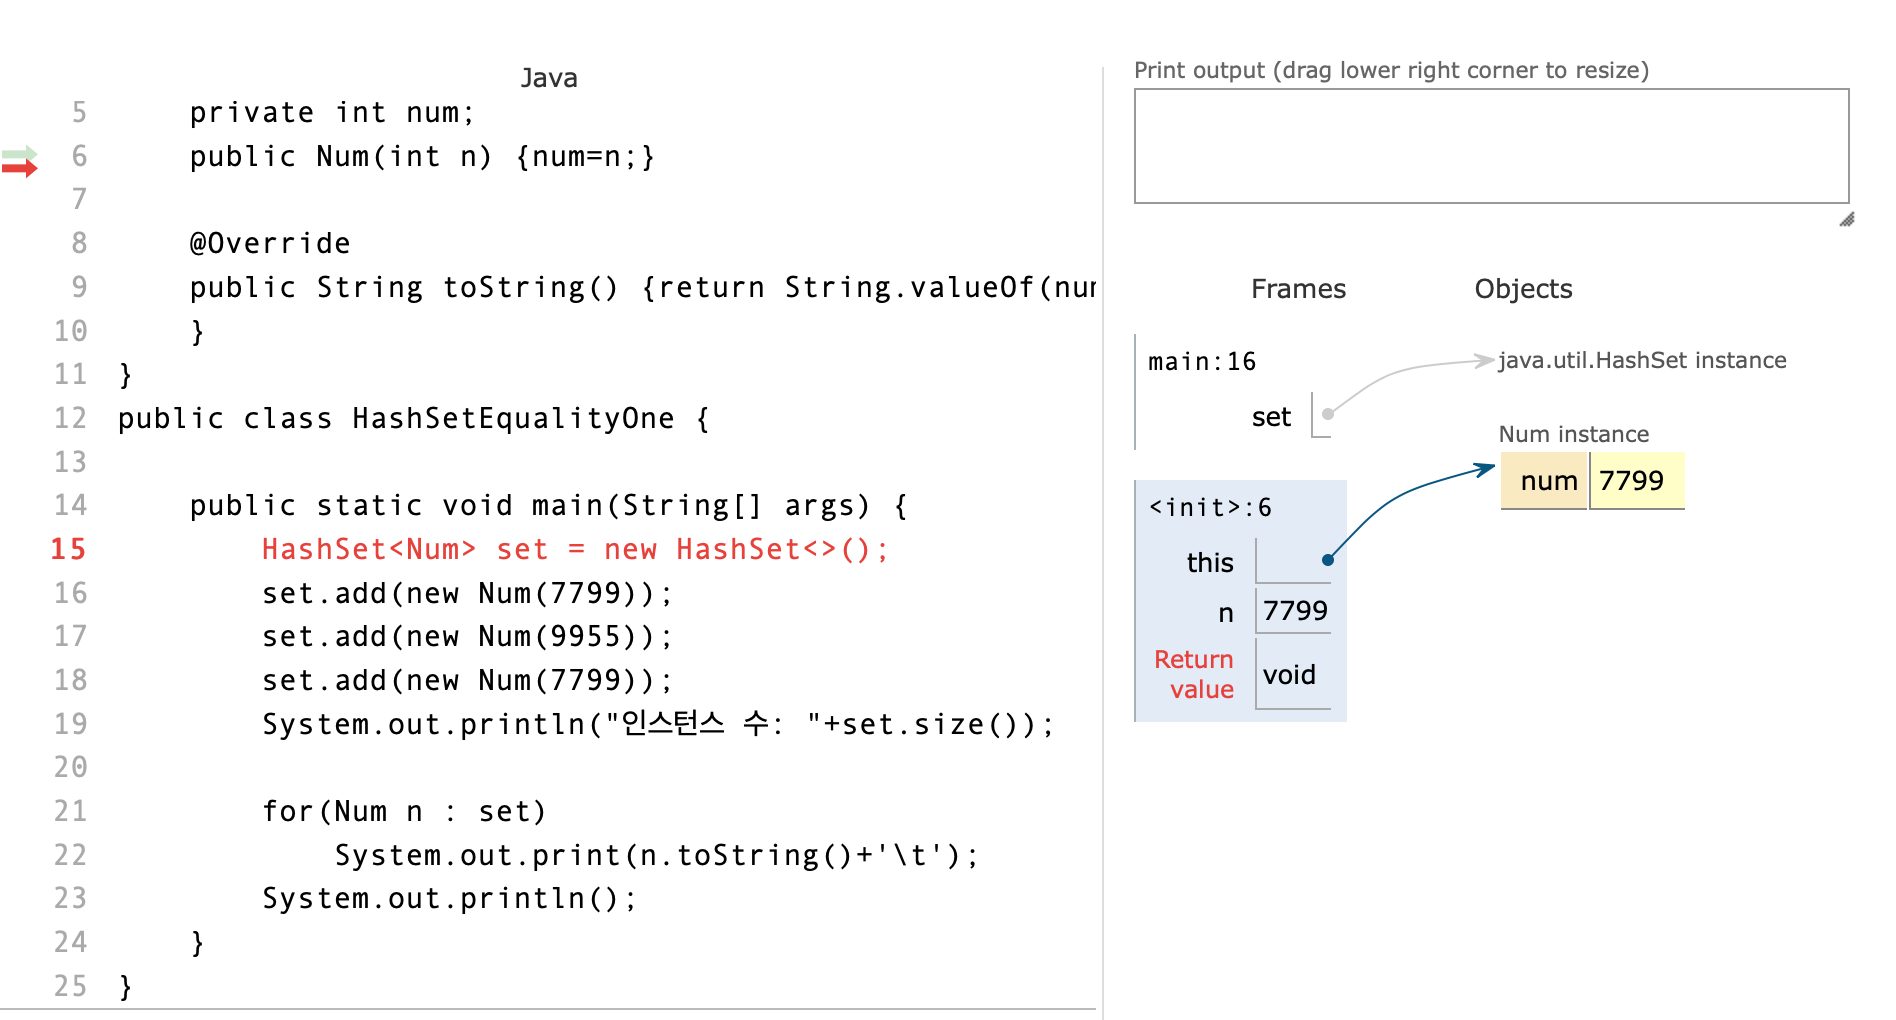 Java
5 private int num;
6 public Num(int n) {num=n;}
7
8 @Override
9 public String toString() {return String.valueOf(
10 }
11 }
12 public class HashSetEqualityOne {
13
14 public static void main(String[] args) {
15 HashSet<Num> set = new HashSet<>();
16 set.add(new Num(7799));
17 set.add(new Num(9955));
18 set.add(new Num(7799));
19 System.out.println("인스턴스 수: "+set.size());
20
21 for(Num n : set)
22 System.out.print(n.toString()+'\t');
23 System.out.println();
24 }
25 }
Print output (drag lower right corner to resize)
Frames Objects
main:16
set
java.util.HashSet instance
Num instance
num 7799
<init>:6
this
n 7799
Return
value void